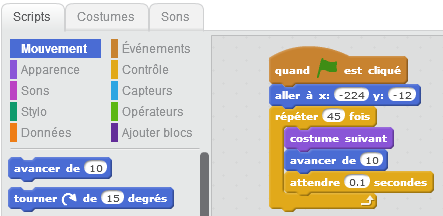 Scripts Costumes Sons
Mouvement Événements
Apparence Contrôle
Sons Capteurs
Stylo Opérateurs
Données Ajouter blocs
avancer de 10
tourner de 15 degrés
quand est cliqué
aller à x: -224 y: -12
répéter 45 fois
costume suivant
avancer de 10
attendre 0.1 secondes